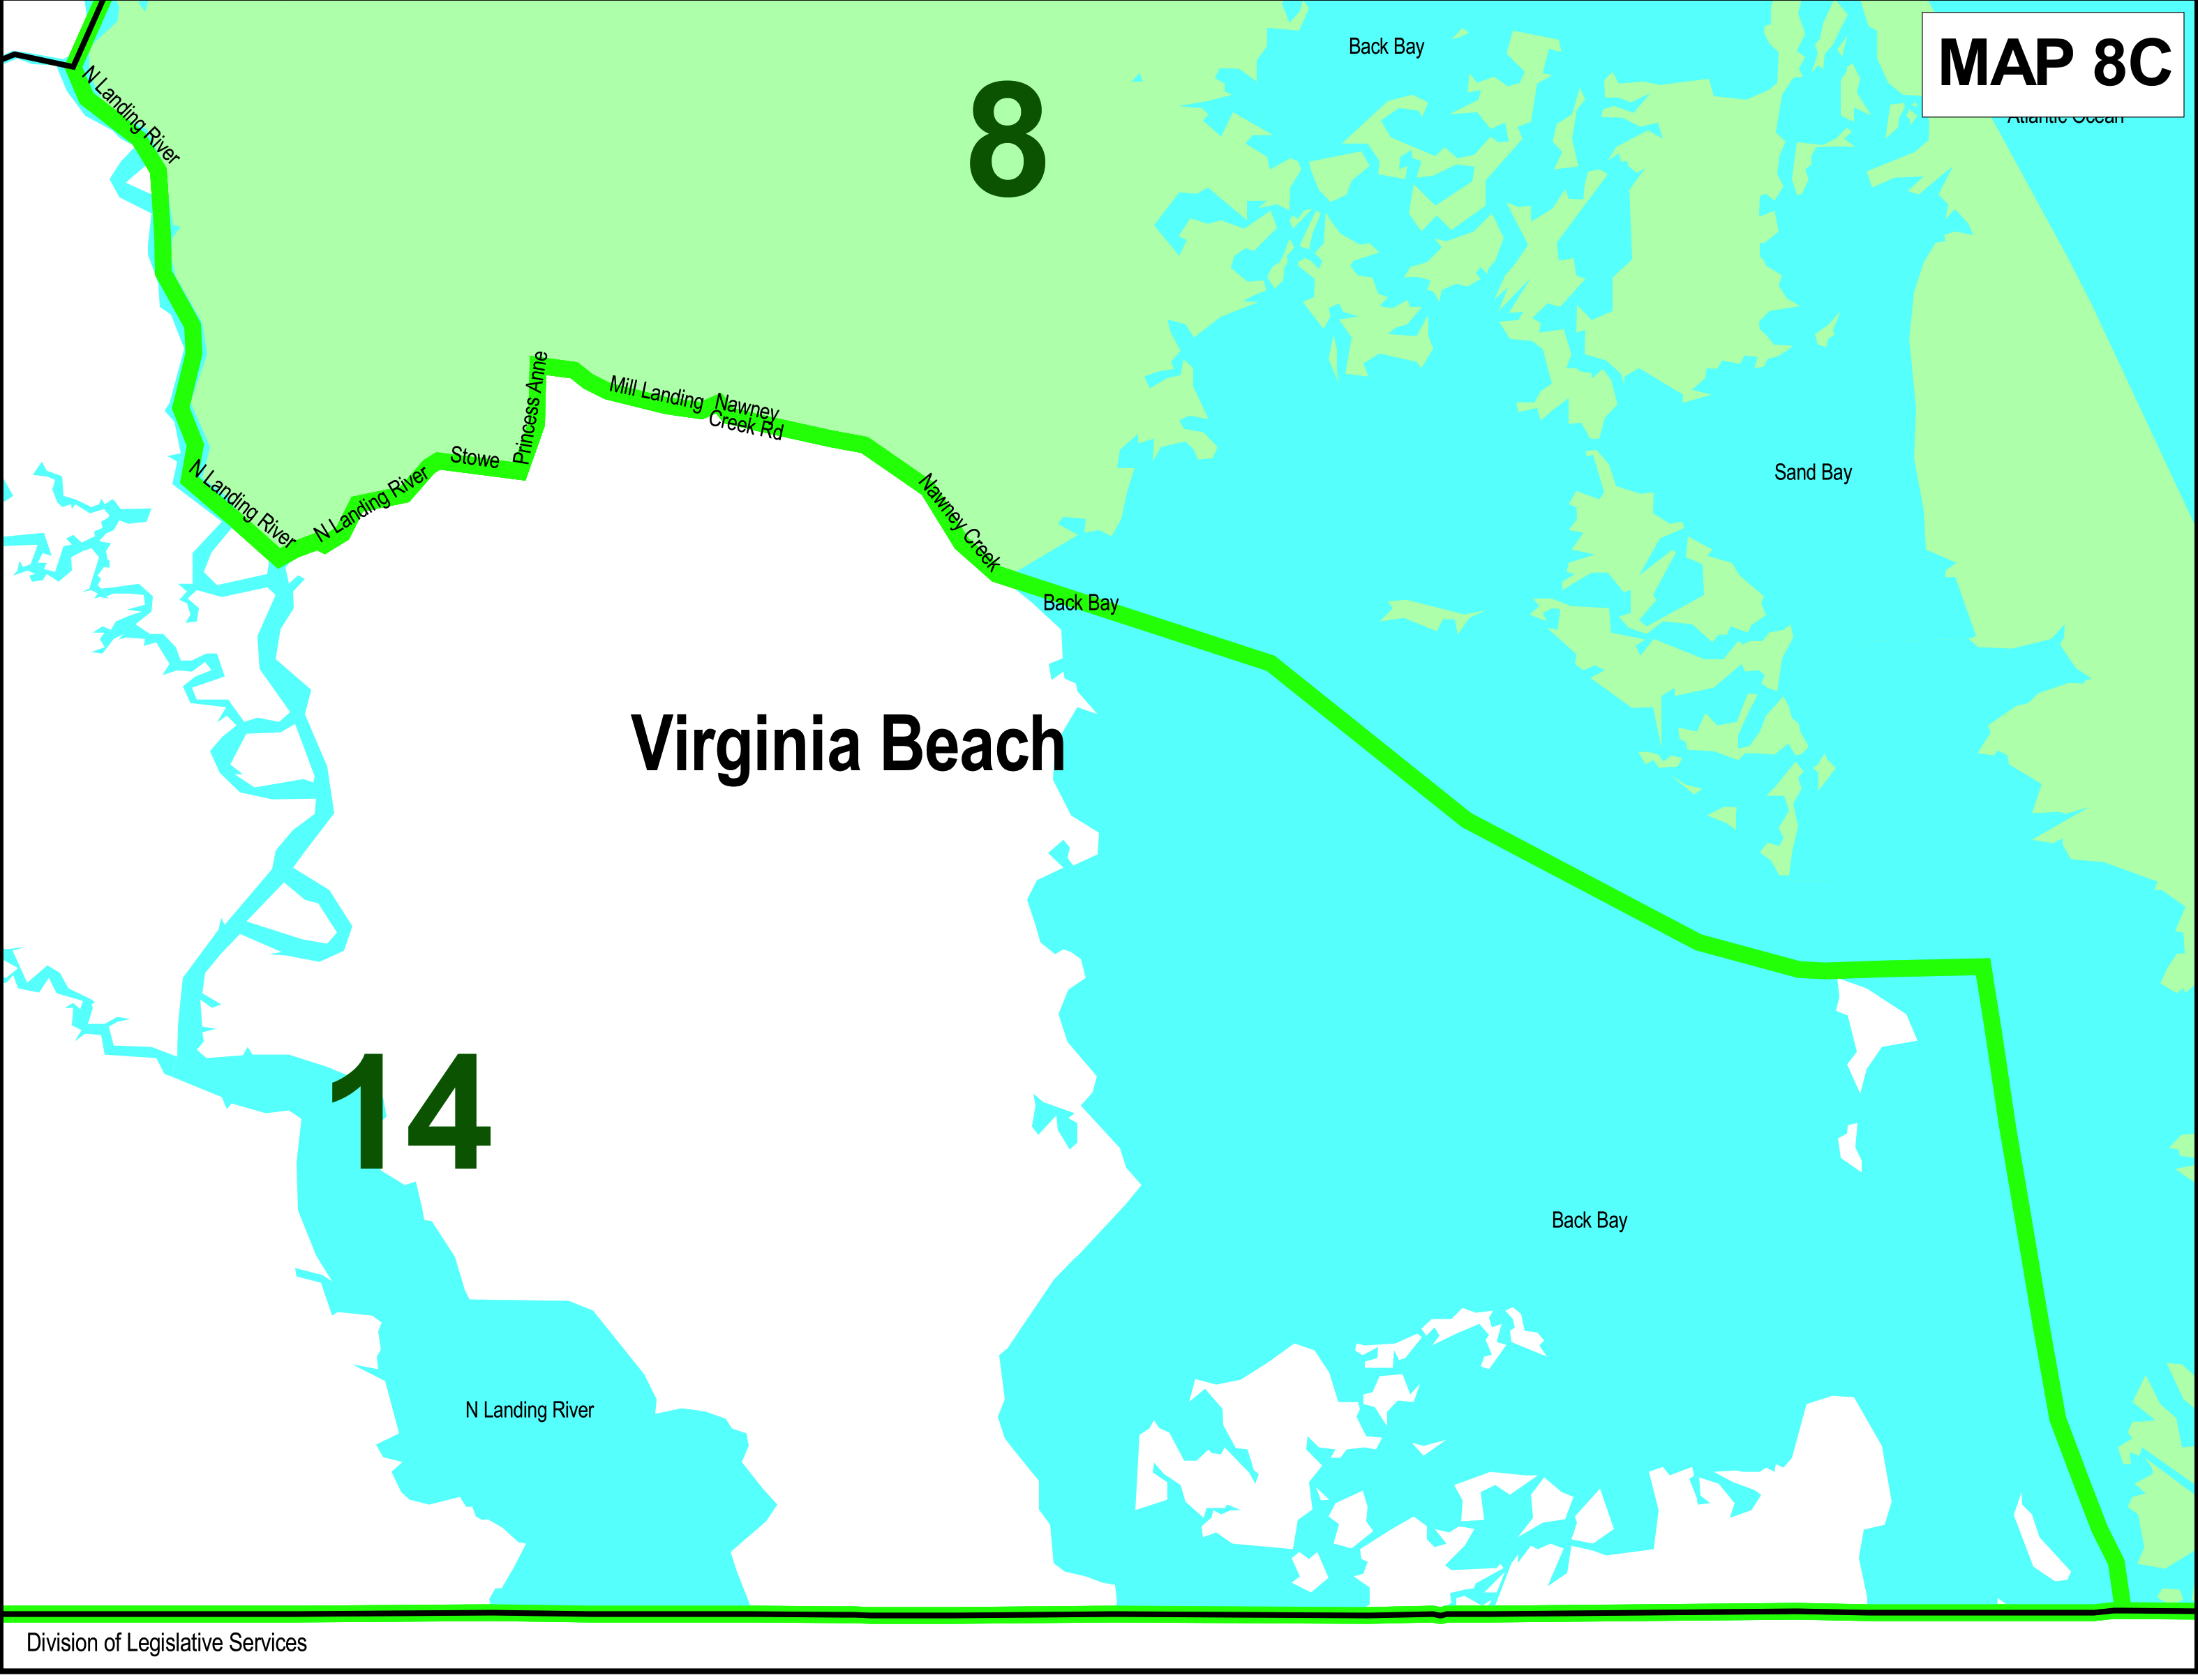 Back Bay
MAP 8C
Atlantic Ocean
N Landing River
8
Princess Anne
Mill Landing
Nawney
Creek Rd
Stowe
N Landing River
N Landing River
Nawney Creek
Sand Bay
Back Bay
Virginia Beach
14
Back Bay
N Landing River
Division of Legislative Services